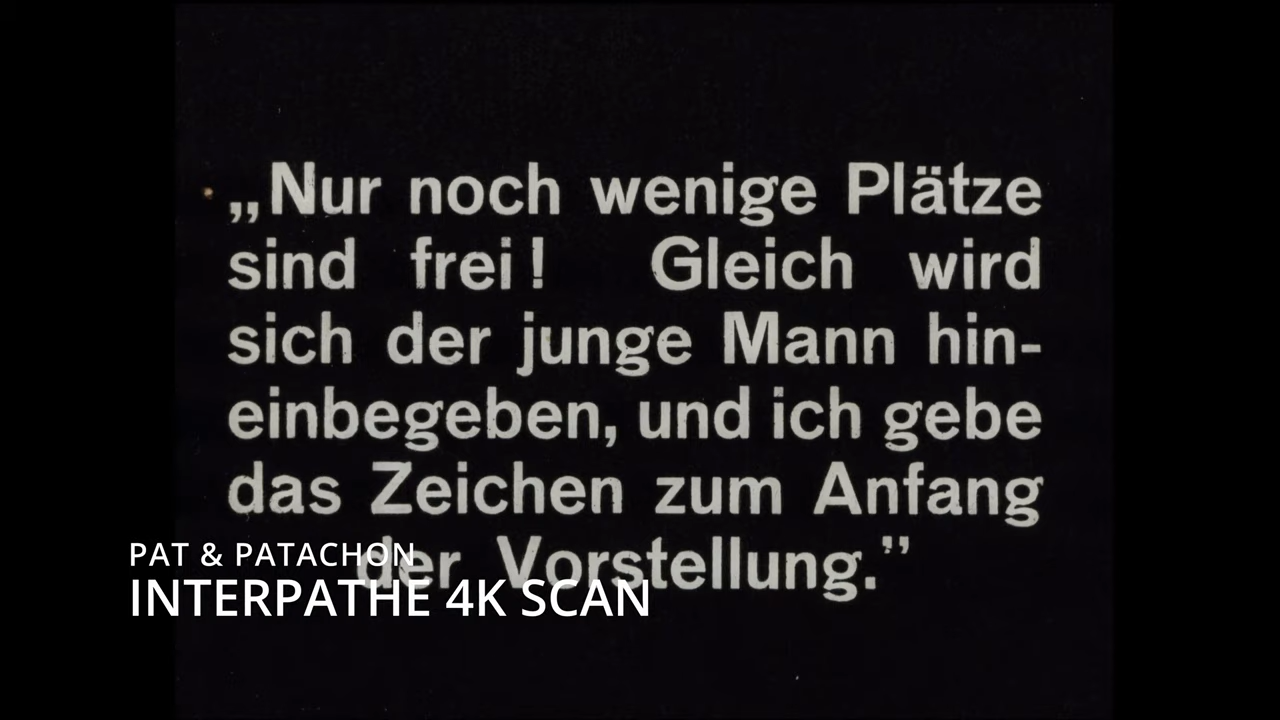 „Nur noch wenige Plätze
sind frei! Gleich wird
sich der junge Mann hin-
einbegeben, und ich gebe
das Zeichen zum Anfang
der Vorstellung.”
PAT & PATACHON
INTERPATHE 4K SCAN